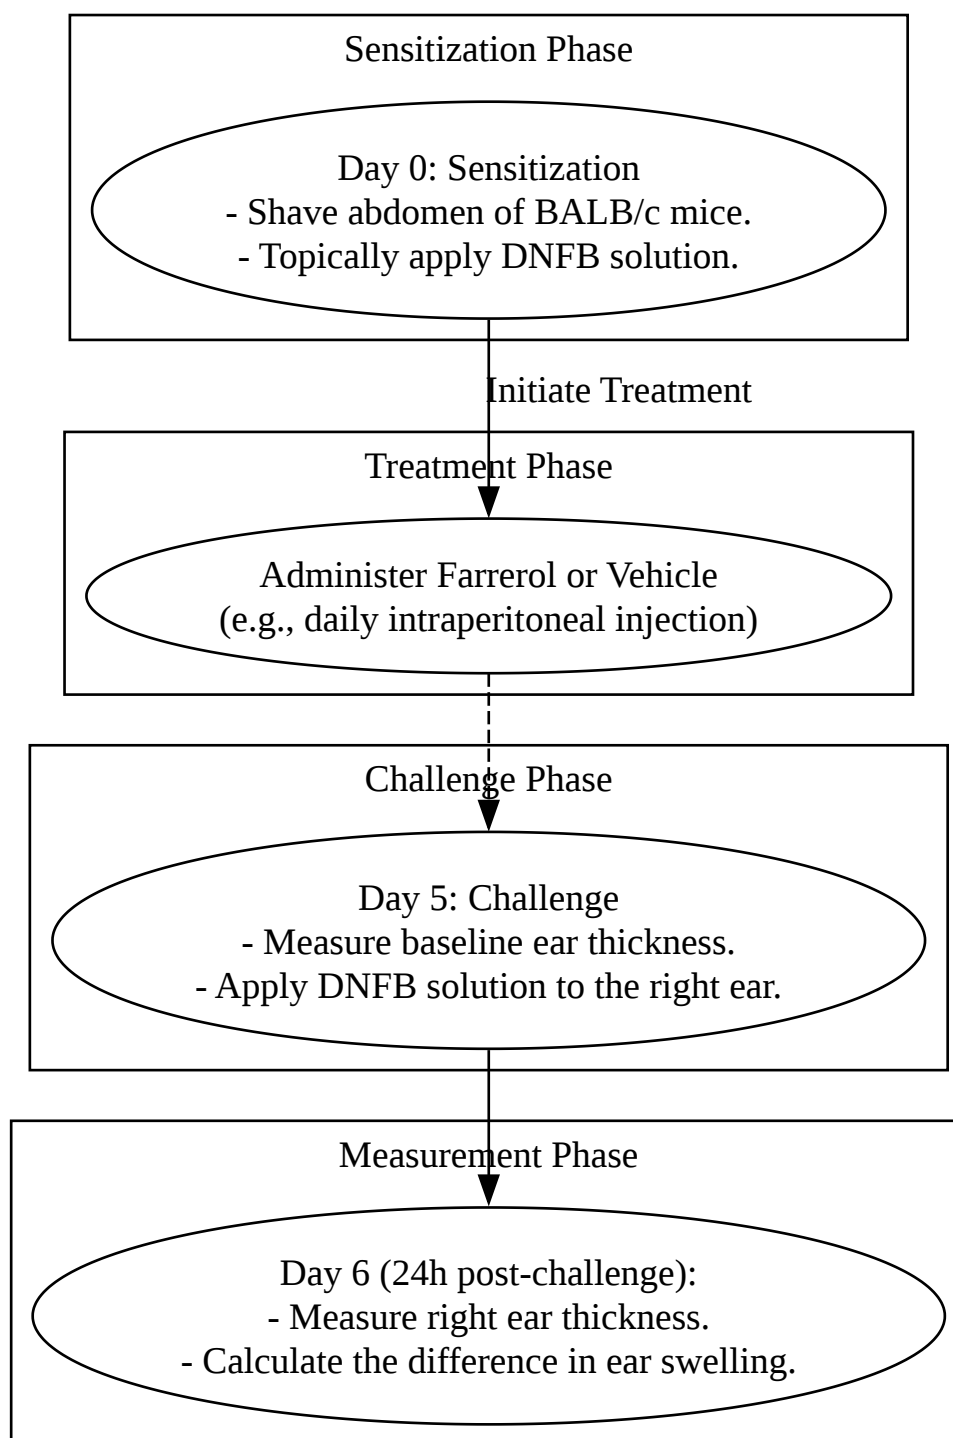 Sensitization Phase
Day 0: Sensitization
- Shave abdomen of BALB/c mice.
- Topically apply DNFB solution.
Initiate Treatment
Treatment Phase
Administer Farrerol or Vehicle
(e.g., daily intraperitoneal injection)
Challenge Phase
Day 5: Challenge
- Measure baseline ear thickness.
- Apply DNFB solution to the right ear.
Measurement Phase
Day 6 (24h post-challenge):
- Measure right ear thickness.
- Calculate the difference in ear swelling.